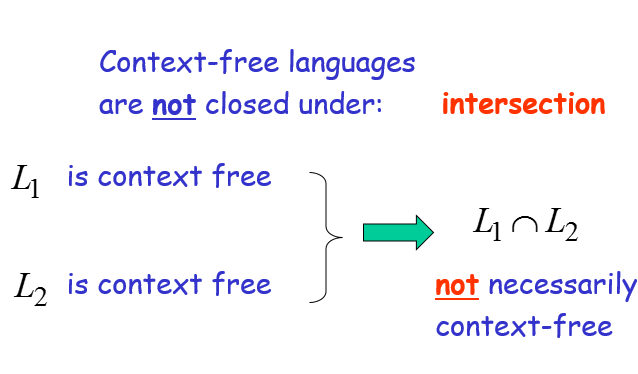 Context-free languages
are not closed under: intersection
L1 is context free
L1 ∩ L2
L2 is context free
not necessarily
context-free